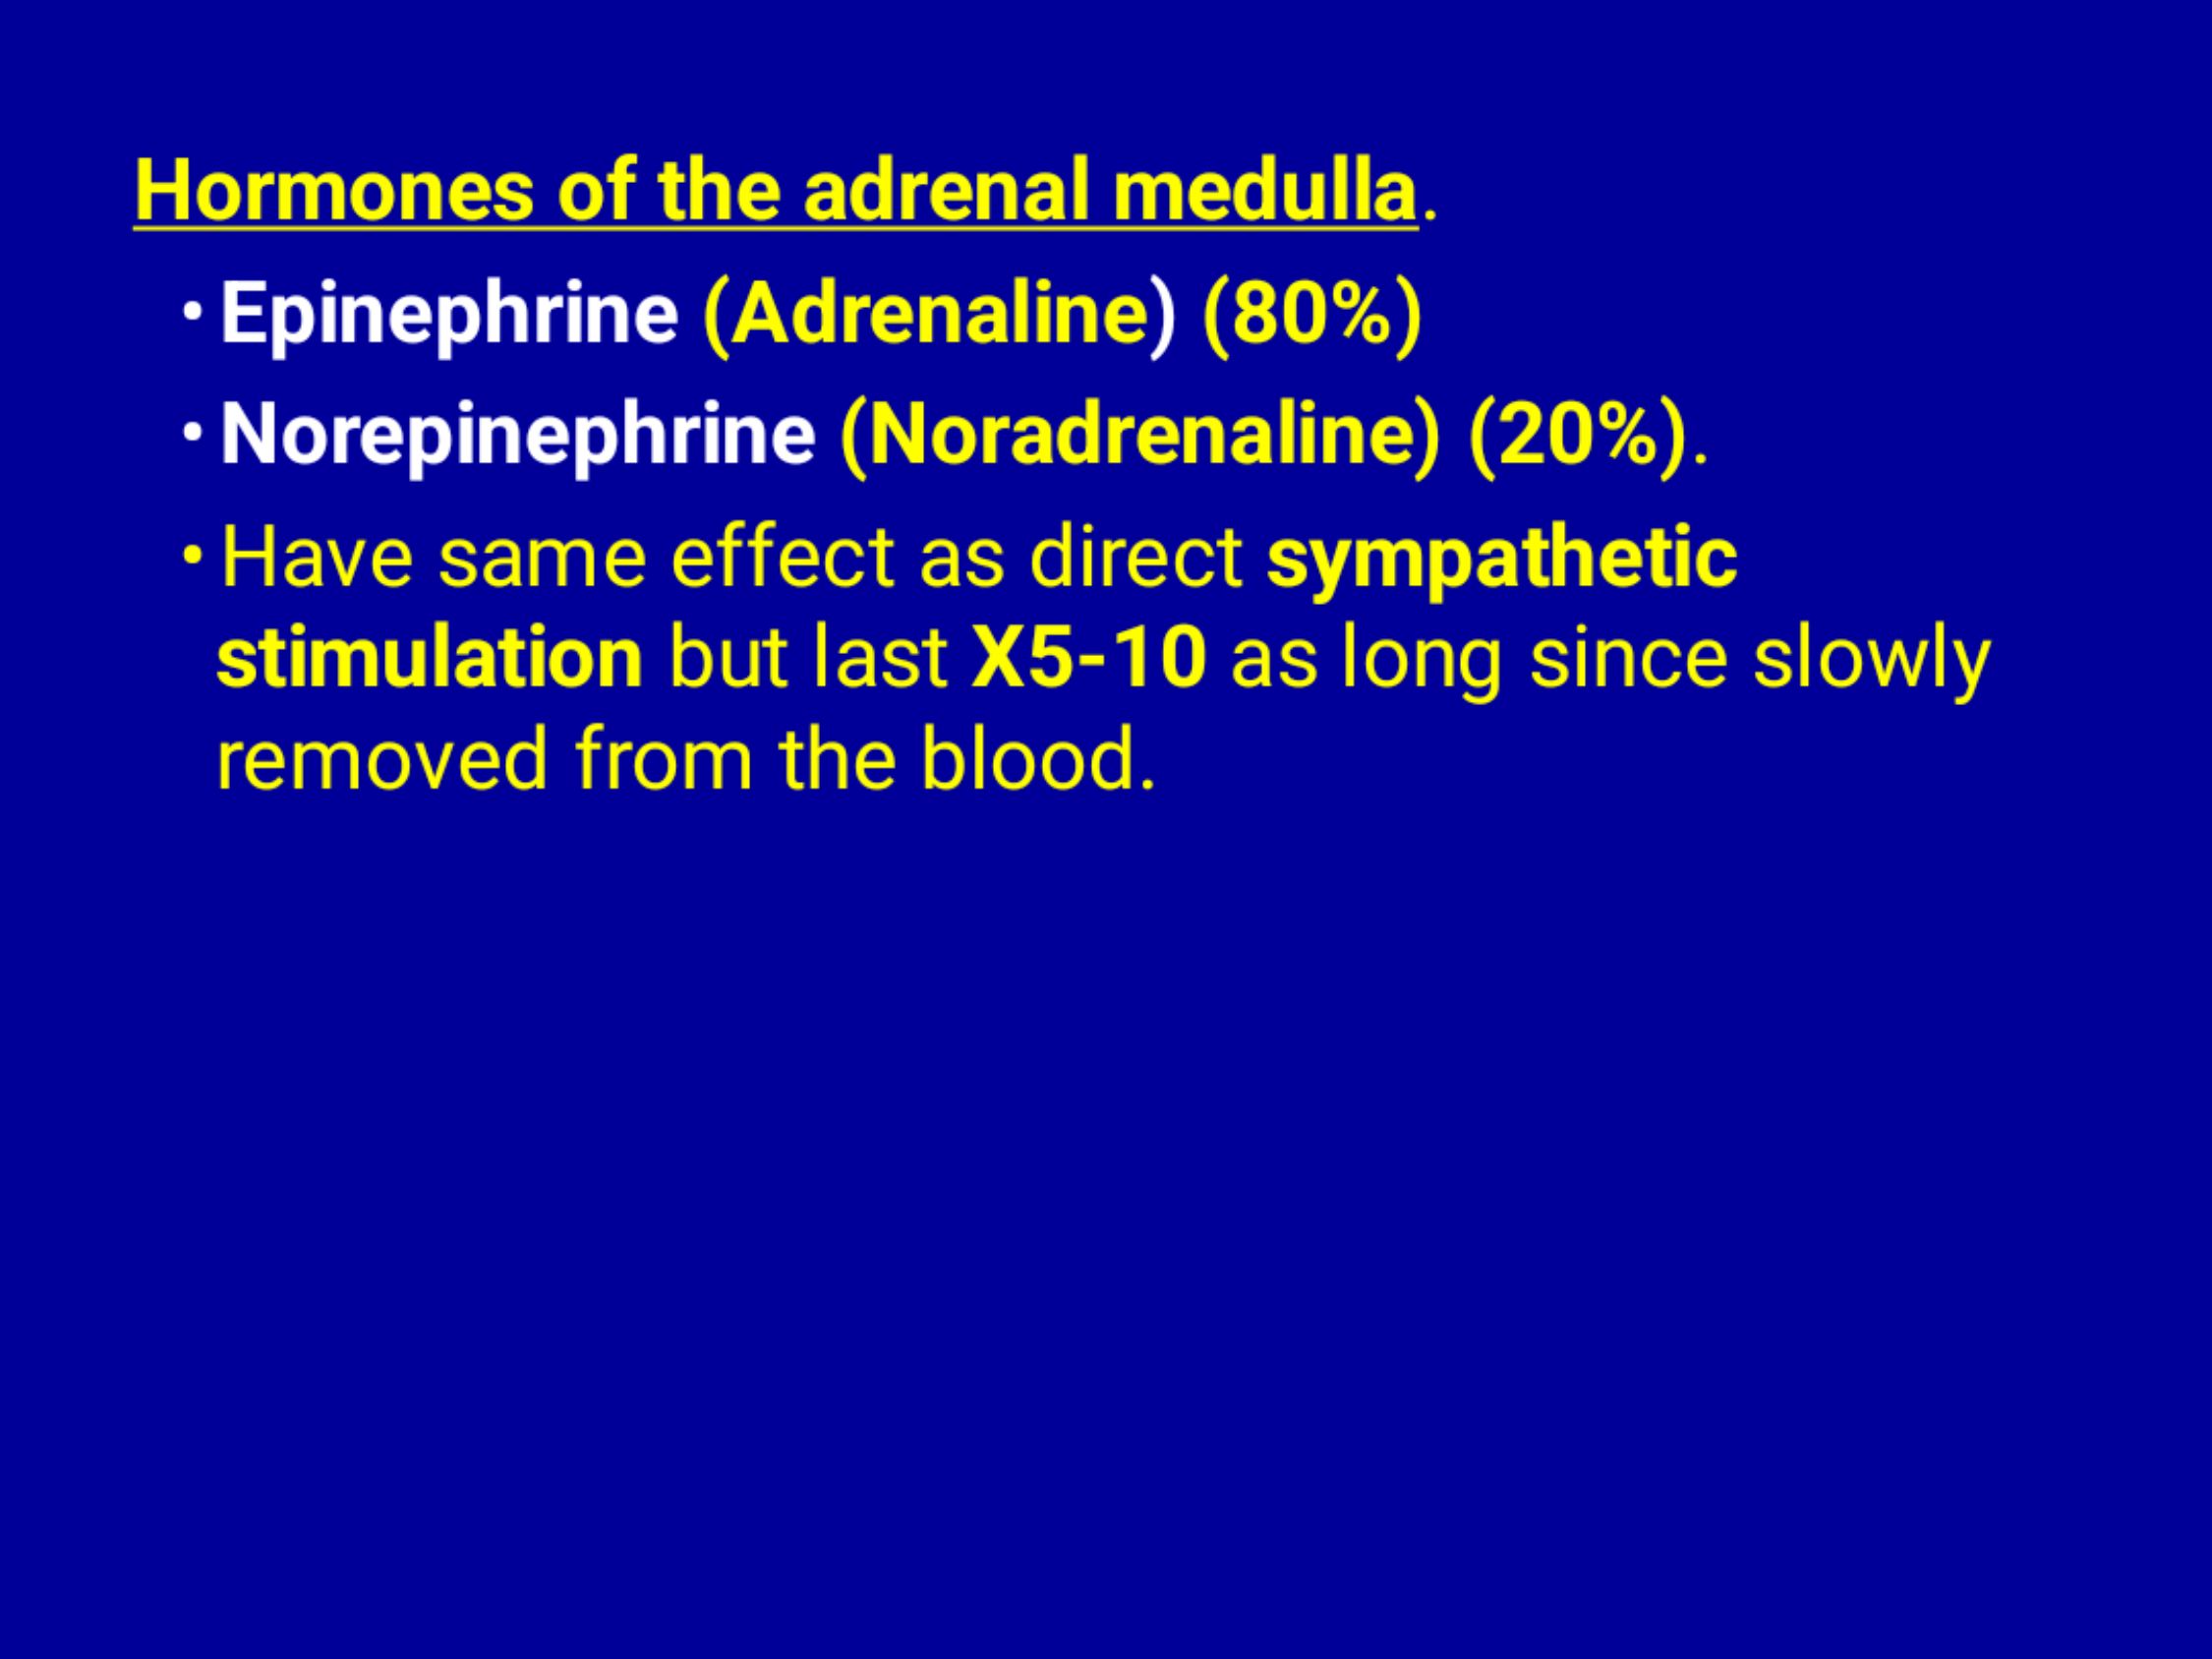 Hormones of the adrenal medulla.
• Epinephrine (Adrenaline) (80%)
• Norepinephrine (Noradrenaline) (20%).
• Have same effect as direct sympathetic
stimulation but last X5-10 as long since slowly
removed from the blood.